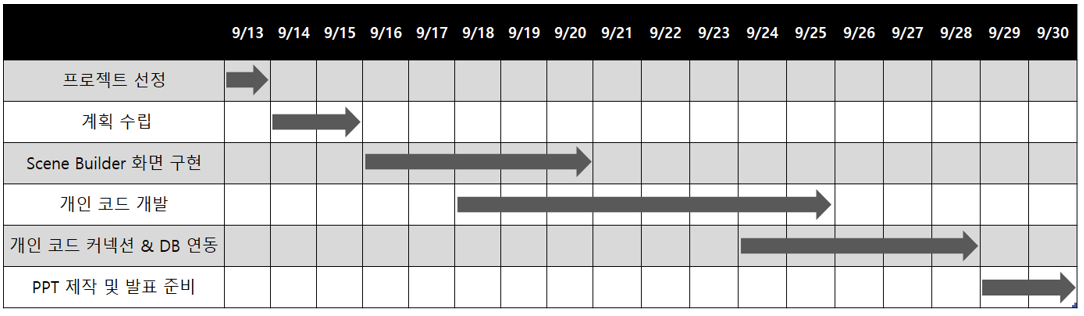 9/13 9/14 9/15 9/16 9/17 9/18 9/19 9/20 9/21 9/22 9/23 9/24 9/25 9/26 9/27 9/28 9/29 9/30
프로젝트 선정
계획 수립
Scene Builder 화면 구현
개인 코드 개발
개인 코드 커넥션 & DB 연동
PPT 제작 및 발표 준비